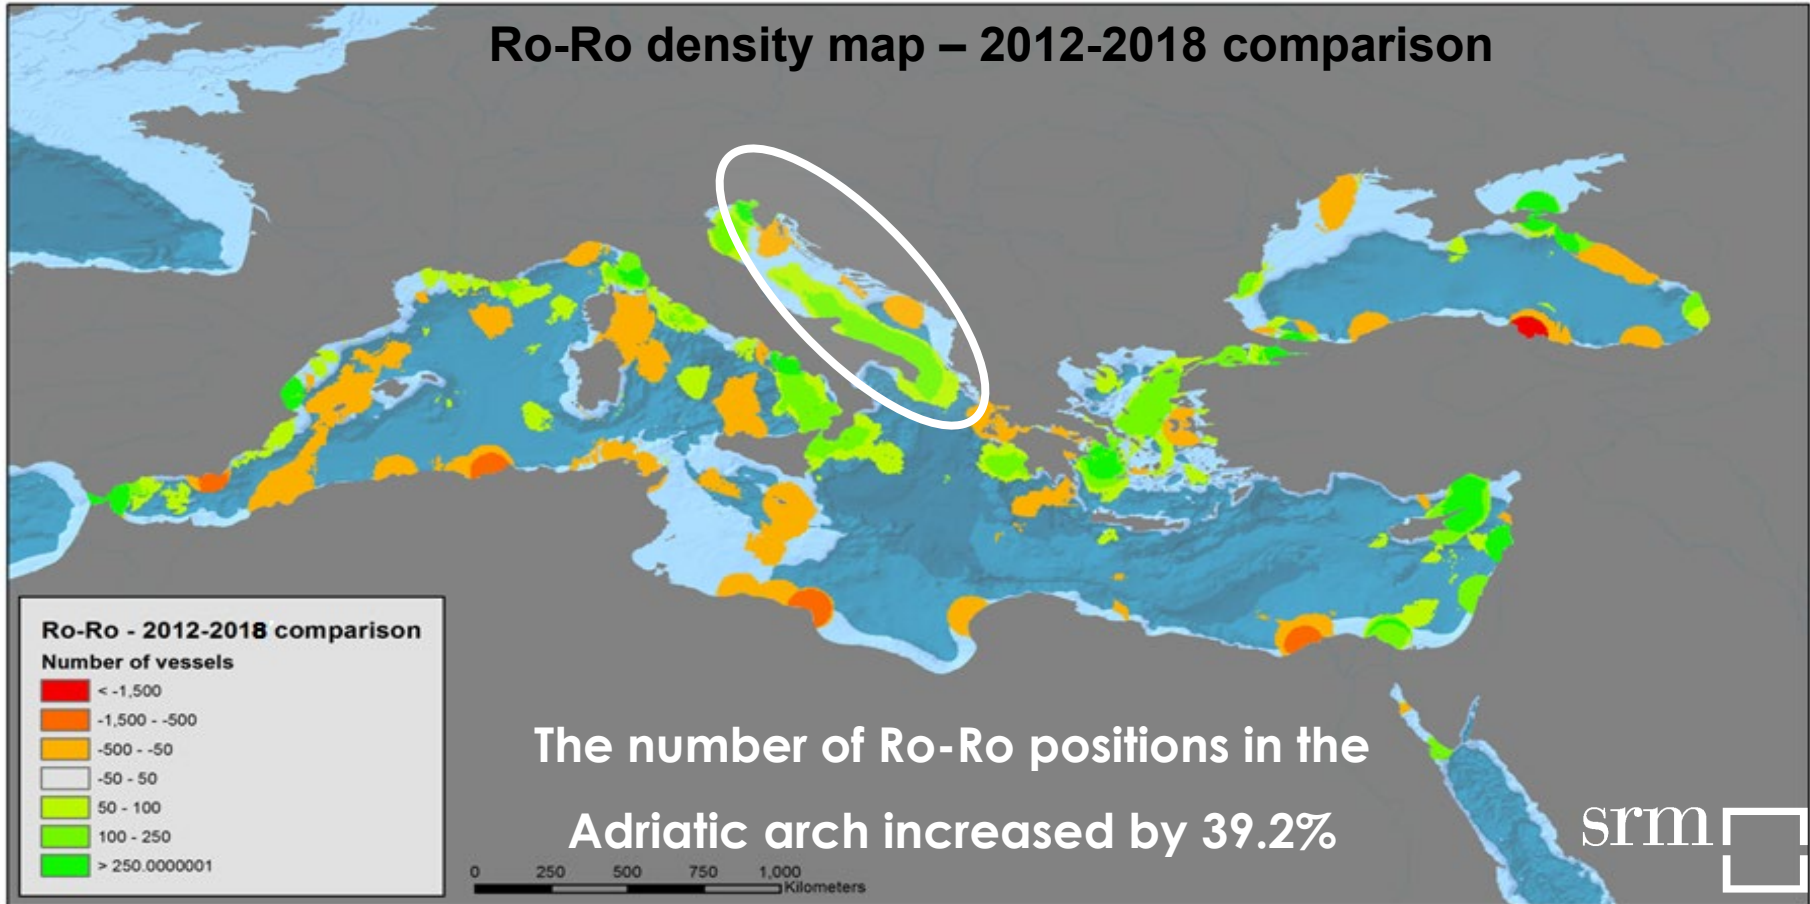 Ro-Ro density map – 2012-2018 comparison
Ro-Ro - 2012-2018 comparison
Number of vessels
< -1,500
-1,500 - -500
-500 - -50
-50 - 50
50 - 100
100 - 250
> 250.0000001
The number of Ro-Ro positions in the
Adriatic arch increased by 39.2%
0 250 500 750 1,000
Kilometers
srm